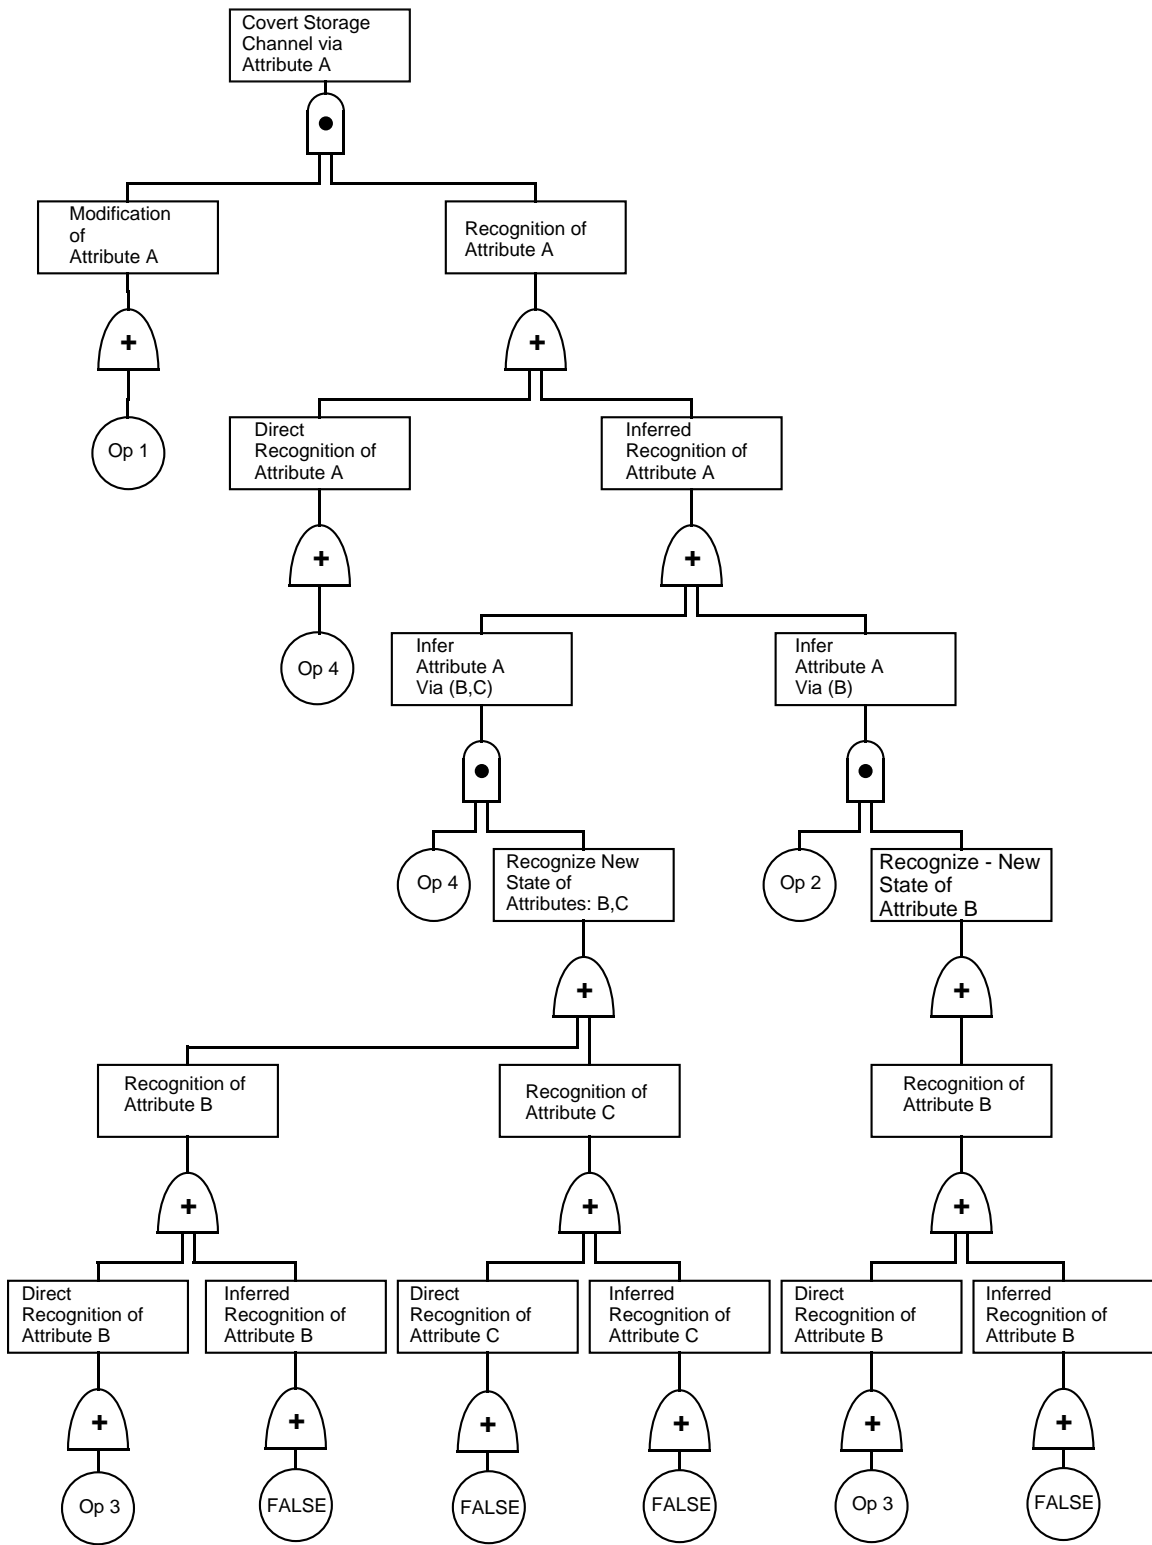 Covert Storage
Channel via
Attribute A
Modification
of
Attribute A
Recognition of
Attribute A
+
+
Op 1
Direct
Recognition of
Attribute A
Inferred
Recognition of
Attribute A
+
+
Op 4
Infer
Attribute A
Via (B,C)
Infer
Attribute A
Via (B)
Op 4
Recognize New
State of
Attributes: B,C
Op 2
Recognize - New
State of
Attribute B
+
+
Recognition of
Attribute B
Recognition of
Attribute C
Recognition of
Attribute B
+
+
+
Direct
Recognition of
Attribute B
Inferred
Recognition of
Attribute B
Direct
Recognition of
Attribute C
Inferred
Recognition of
Attribute C
Direct
Recognition of
Attribute B
Inferred
Recognition of
Attribute B
+
+
+
+
+
+
Op 3
FALSE
FALSE
FALSE
Op 3
FALSE